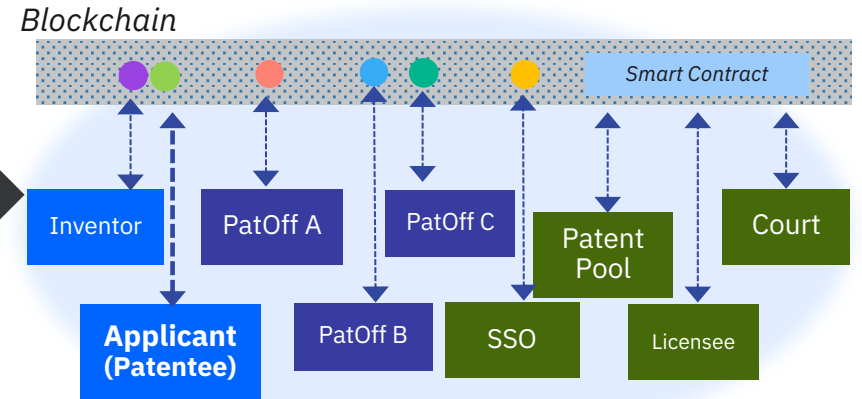 Blockchain
Smart Contract
Inventor
PatOff A
PatOff C
Patent
Pool
Court
Applicant
(Patentee)
PatOff B
SSO
Licensee